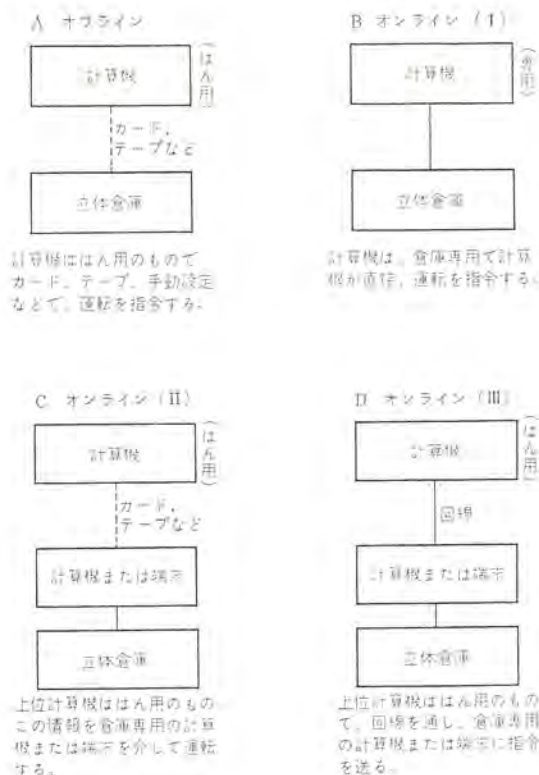 A オフライン
計算機
(はん用)
カード,
テープなど
立体倉庫
計算機ははん用のもので
カード、テープ、手動設定
などで、運転を指令する。
B オンライン (Ⅰ)
計算機
(専用)
立体倉庫
計算機は、倉庫専用で計算
機が直接、運転を指令する。
C オンライン (Ⅱ)
計算機
(はん用)
カード,
テープなど
計算機または端末
立体倉庫
上位計算機ははん用のもの
この情報を倉庫専用の計算
機または端末を介して運転
する。
D オンライン (Ⅲ)
計算機
(はん用)
回線
計算機または端末
立体倉庫
上位計算機ははん用のもの
で、回線を通し、倉庫専用
の計算機または端末に指令
を送る。